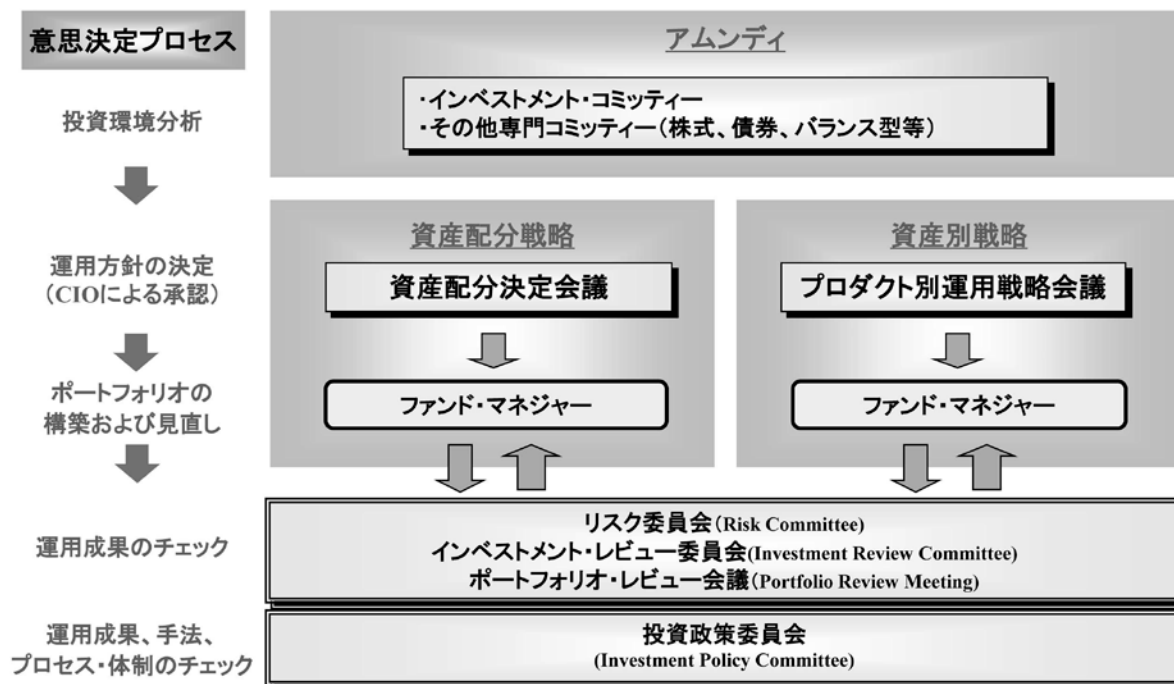 意思決定プロセス
アムンディ
・インベストメント・コミッティー
・その他専門コミッティー(株式、債券、バランス型等)
投資環境分析
資産配分戦略
資産別戦略
運用方針の決定
(CIOによる承認)
資産配分決定会議
プロダクト別運用戦略会議
ポートフォリオの
構築および見直し
ファンド・マネジャー
ファンド・マネジャー
運用成果のチェック
リスク委員会(Risk Committee)
インベストメント・レビュー委員会(Investment Review Committee)
ポートフォリオ・レビュー会議(Portfolio Review Meeting)
運用成果、手法、
プロセス・体制のチェック
投資政策委員会
(Investment Policy Committee)